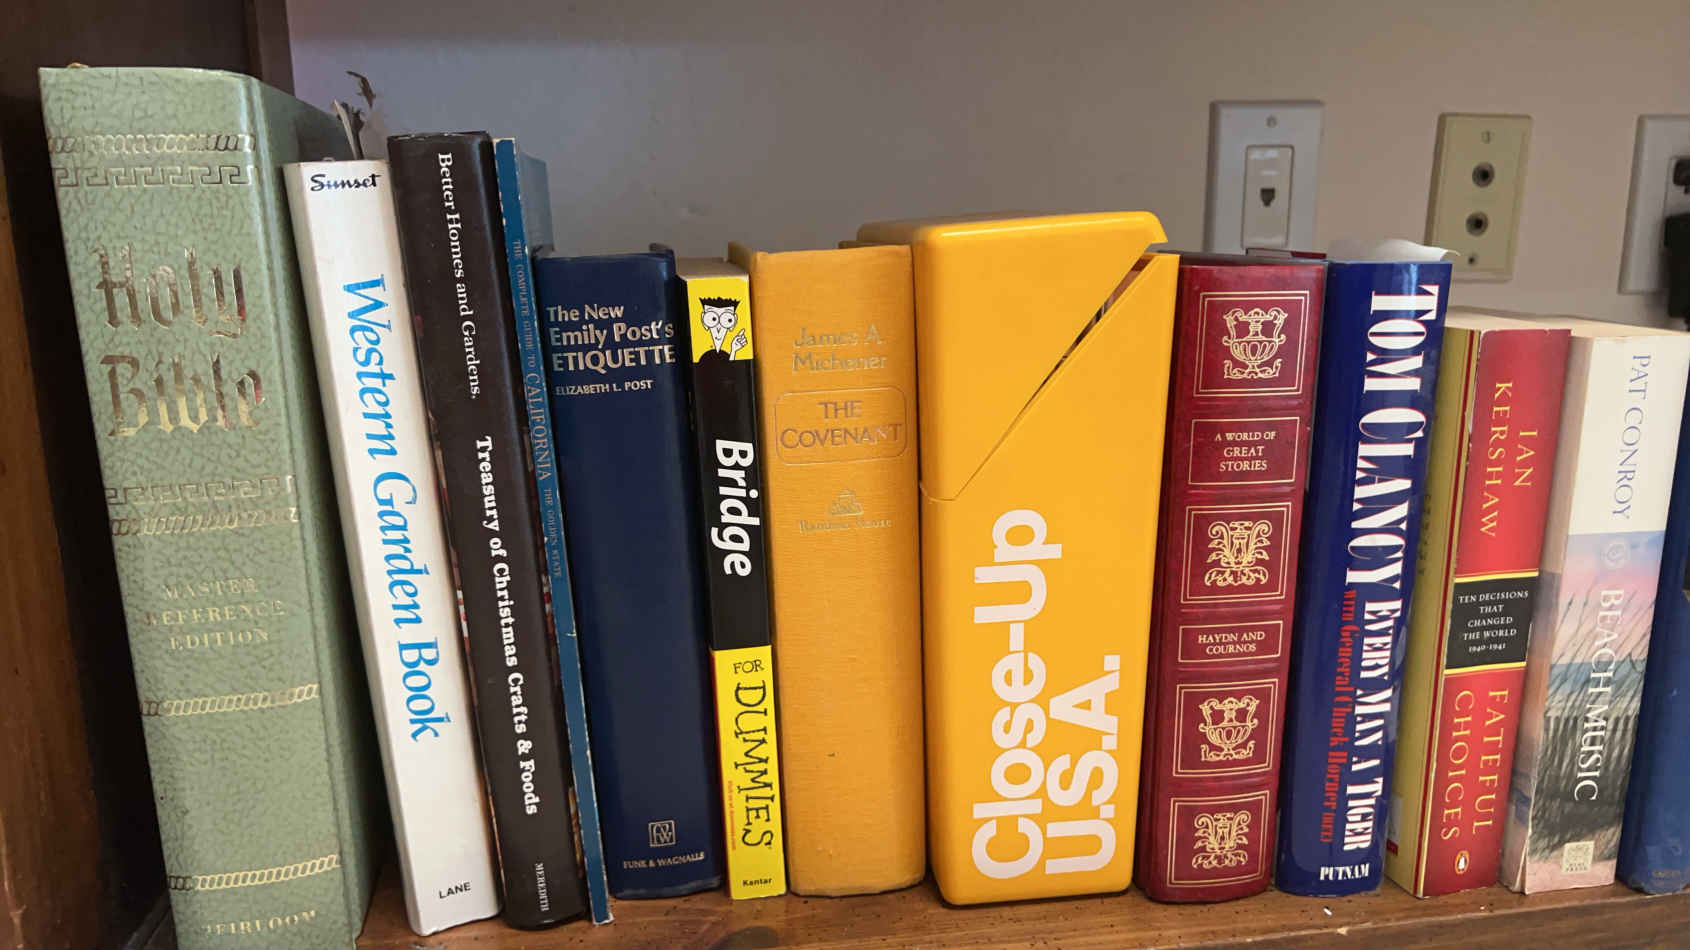 Holy
Bible
MASTER
REFERENCE
EDITION
HEIRLOOM
Sunset
Western Garden Book
LANE
Better Homes and Gardens®
Treasury of Christmas Crafts & Foods
MEREDITH
THE COMPLETE GUIDE TO CALIFORNIA THE GOLDEN STATE
The New
Emily Post's
ETIQUETTE
ELIZABETH L. POST
FUNK & WAGNALLS
Bridge
FOR
DUMMIES
Kantar
James A.
Michener
THE
COVENANT
Random House
Close-Up
U.S.A.
A WORLD OF
GREAT
STORIES
HAYDN AND
COURNOS
TOM CLANCY EVERY MAN A TIGER
with General Chuck Horner (RET.)
PUTNAM
IAN
KERSHAW
TEN DECISIONS
THAT
CHANGED
THE WORLD
1940-1941
FATEFUL
CHOICES
PAT CONROY
BEACH MUSIC